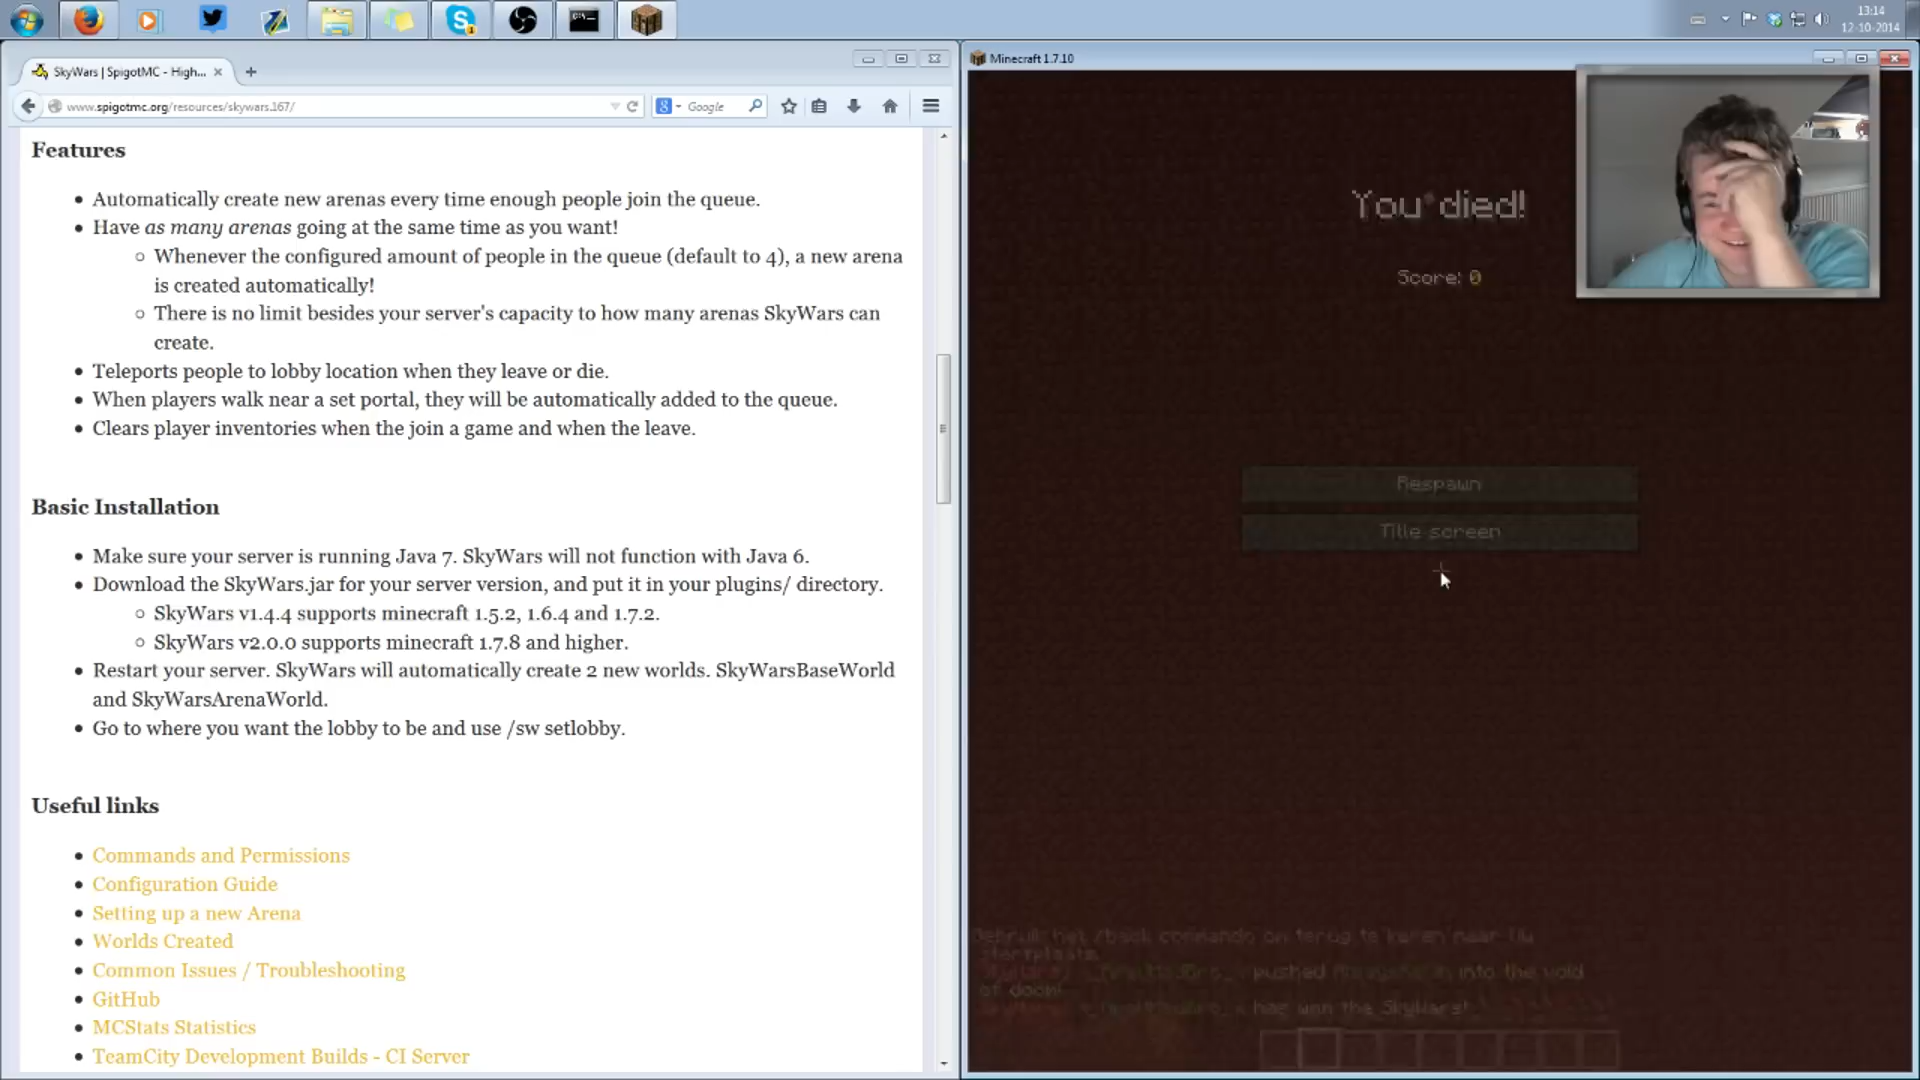 13:14
12-10-2014
SkyWars | SpigotMC - High...
www.spigotmc.org/resources/skywars.167/
Google
Features
Automatically create new arenas every time enough people join the queue.
Have as many arenas going at the same time as you want!
Whenever the configured amount of people in the queue (default to 4), a new arena
is created automatically!
There is no limit besides your server's capacity to how many arenas SkyWars can
create.
Teleports people to lobby location when they leave or die.
When players walk near a set portal, they will be automatically added to the queue.
Clears player inventories when the join a game and when the leave.
Basic Installation
Make sure your server is running Java 7. SkyWars will not function with Java 6.
Download the SkyWars.jar for your server version, and put it in your plugins/ directory.
SkyWars v1.4.4 supports minecraft 1.5.2, 1.6.4 and 1.7.2.
SkyWars v2.0.0 supports minecraft 1.7.8 and higher.
Restart your server. SkyWars will automatically create 2 new worlds. SkyWarsBaseWorld
and SkyWarsArenaWorld.
Go to where you want the lobby to be and use /sw setlobby.
Useful links
Commands and Permissions
Configuration Guide
Setting up a new Arena
Worlds Created
Common Issues / Troubleshooting
GitHub
MCStats Statistics
TeamCity Development Builds - CI Server
Minecraft 1.7.10
You died!
Score: 0
Respawn
Title screen
het /back commando om terug te keren naar
pushed into the void
of doom!
has won the SkyWars!